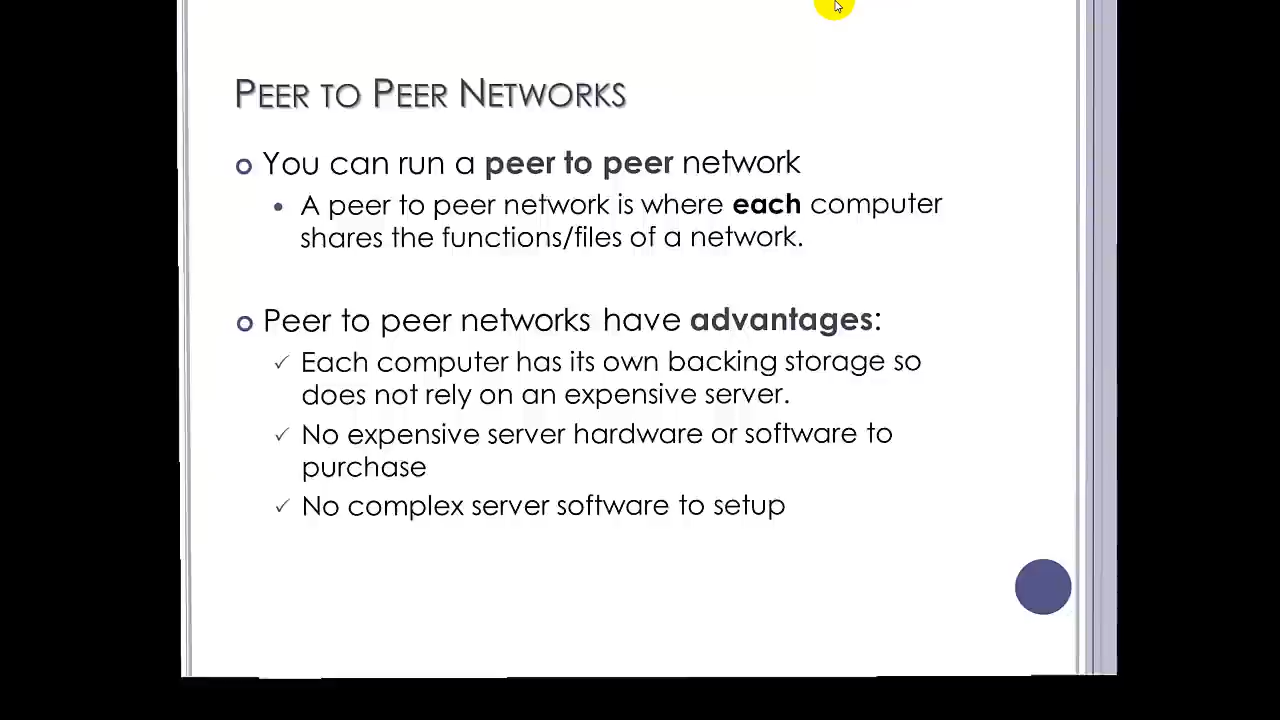 PEER TO PEER NETWORKS
You can run a peer to peer network
A peer to peer network is where each computer
shares the functions/files of a network.
Peer to peer networks have advantages:
Each computer has its own backing storage so
does not rely on an expensive server.
No expensive server hardware or software to
purchase
No complex server software to setup